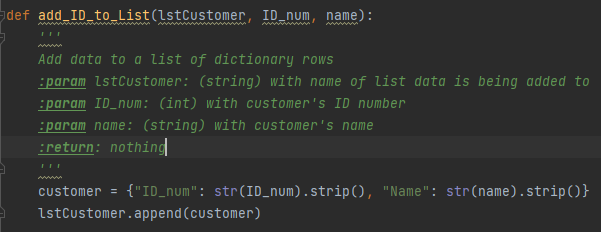 def add_ID_to_List(lstCustomer, ID_num, name):
'''
Add data to a list of dictionary rows
:param lstCustomer: (string) with name of list data is being added to
:param ID_num: (int) with customer's ID number
:param name: (string) with customer's name
:return: nothing
'''
customer = {"ID_num": str(ID_num).strip(), "Name": str(name).strip()}
lstCustomer.append(customer)